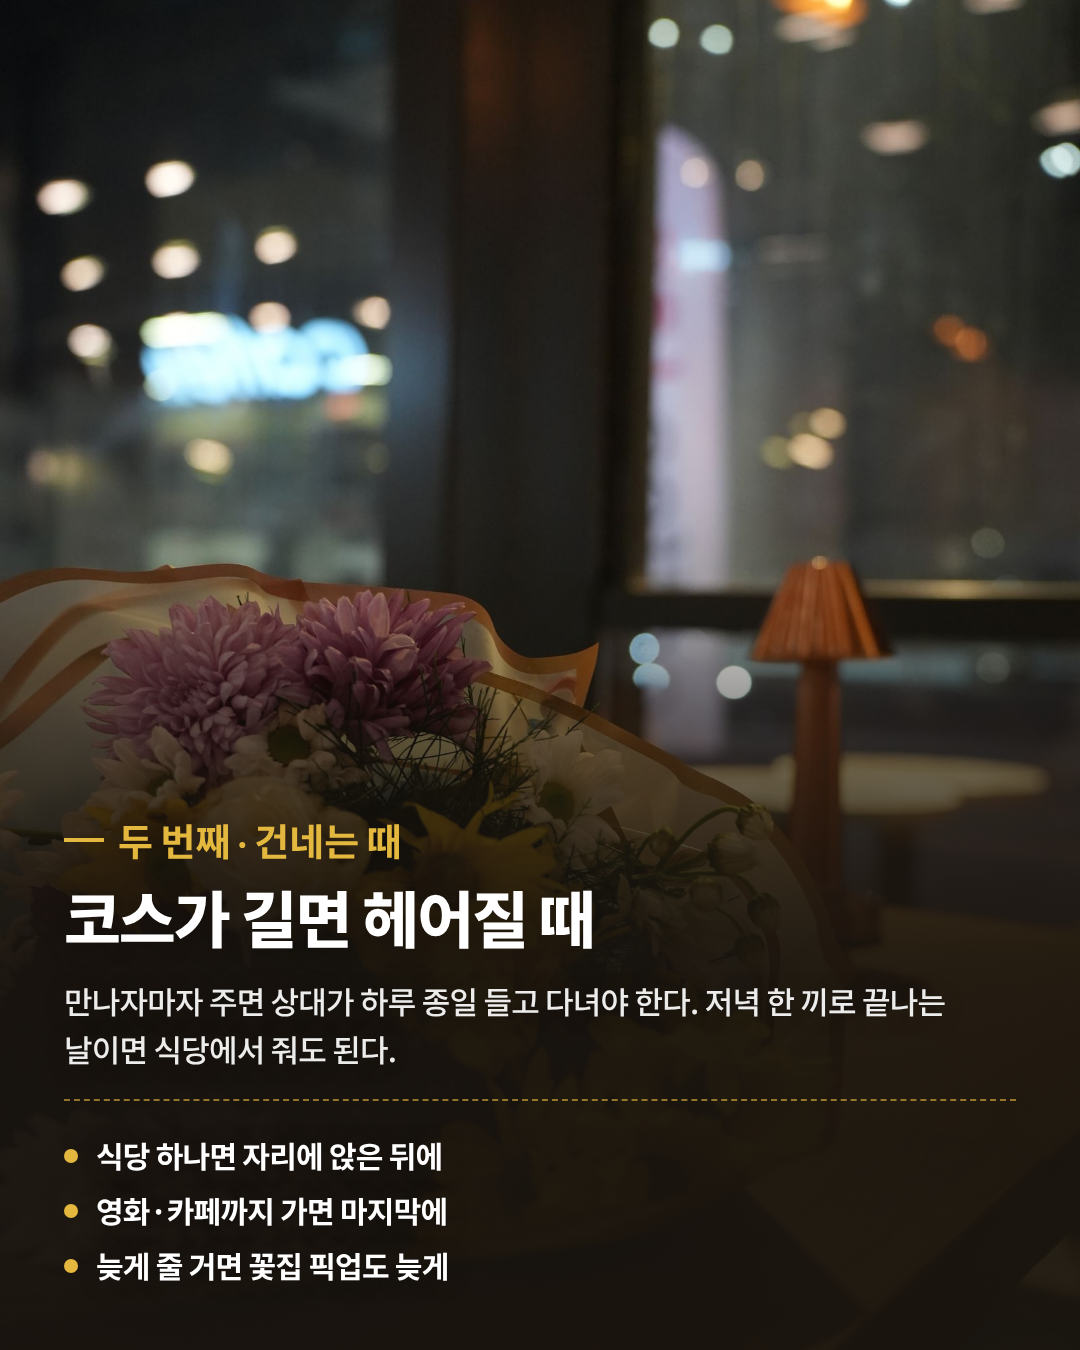 두 번째 · 건네는 때
코스가 길면 헤어질 때
만나자마자 주면 상대가 하루 종일 들고 다녀야 한다. 저녁 한 끼로 끝나는
날이면 식당에서 줘도 된다.
식당 하나면 자리에 앉은 뒤에
영화·카페까지 가면 마지막에
늦게 줄 거면 꽃집 픽업도 늦게